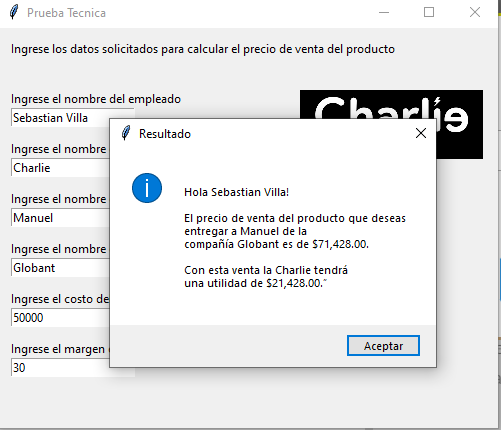 Prueba Tecnica
Ingrese los datos solicitados para calcular el precio de venta del producto
Ingrese el nombre del empleado
Sebastian Villa
Charlie
Ingrese el nombre
Charlie
Ingrese el nombre
Manuel
Ingrese el nombre
Globant
Ingrese el costo de
50000
Ingrese el margen
30
Resultado
Hola Sebastian Villa!
El precio de venta del producto que deseas
entregar a Manuel de la
compañía Globant es de $71,428.00.
Con esta venta la Charlie tendrá
una utilidad de $21,428.00.¨
Aceptar